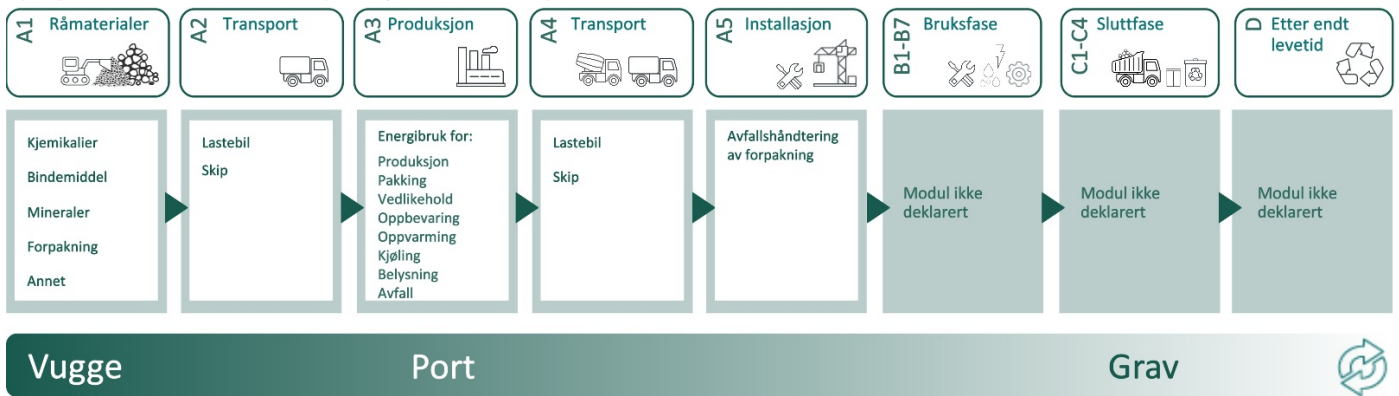 A1 Råmaterialer
A2 Transport
A3 Produksjon
A4 Transport
A5 Installasjon
B1-B7 Bruksfase
C1-C4 Sluttfase
D Etter endt
levetid
Kjemikalier
Bindemiddel
Mineraler
Forpakning
Annet
Lastebil
Skip
Energibruk for:
Produksjon
Pakking
Vedlikehold
Oppbevaring
Oppvarming
Kjøling
Belysning
Avfall
Lastebil
Skip
Avfallshåndtering
av forpakning
Modul ikke
deklarert
Modul ikke
deklarert
Modul ikke
deklarert
Vugge
Port
Grav